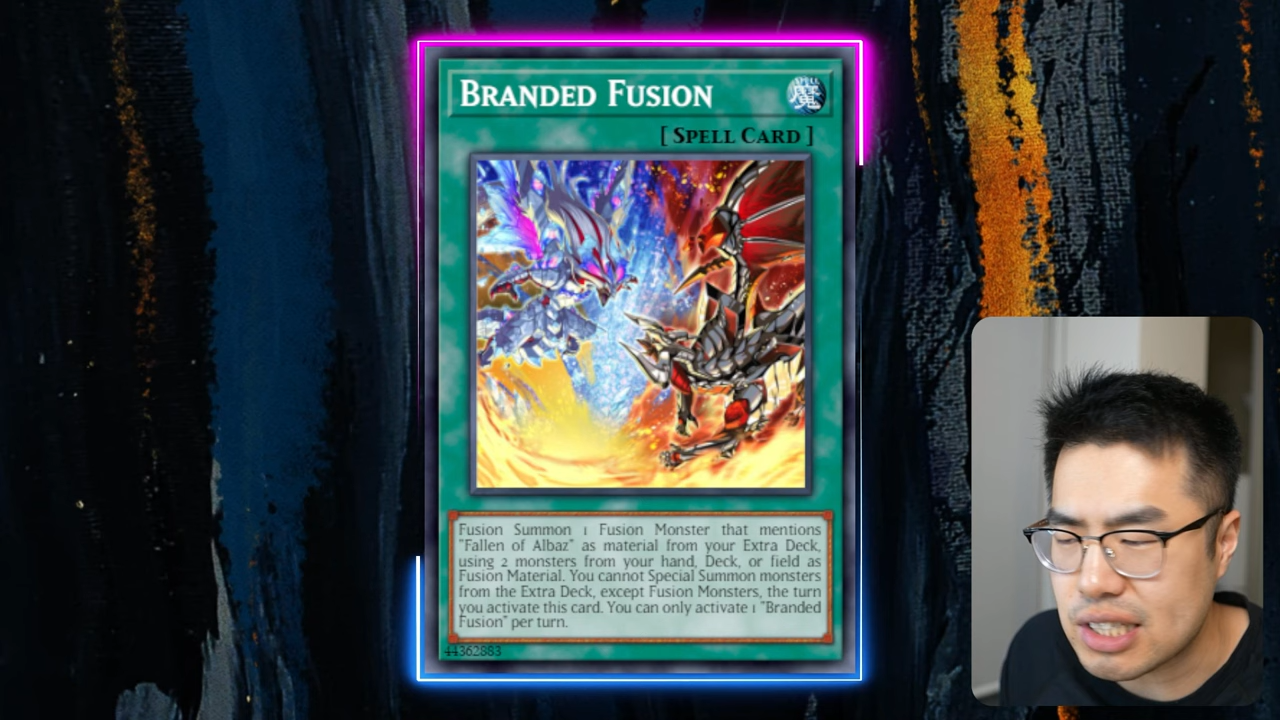 BRANDED FUSION
魔
[ SPELL CARD ]
Fusion Summon 1 Fusion Monster that mentions
"Fallen of Albaz" as material from your Extra Deck,
using 2 monsters from your hand, Deck, or field as
Fusion Material. You cannot Special Summon monsters
from the Extra Deck, except Fusion Monsters, the turn
you activate this card. You can only activate 1 "Branded
Fusion" per turn.
44362883